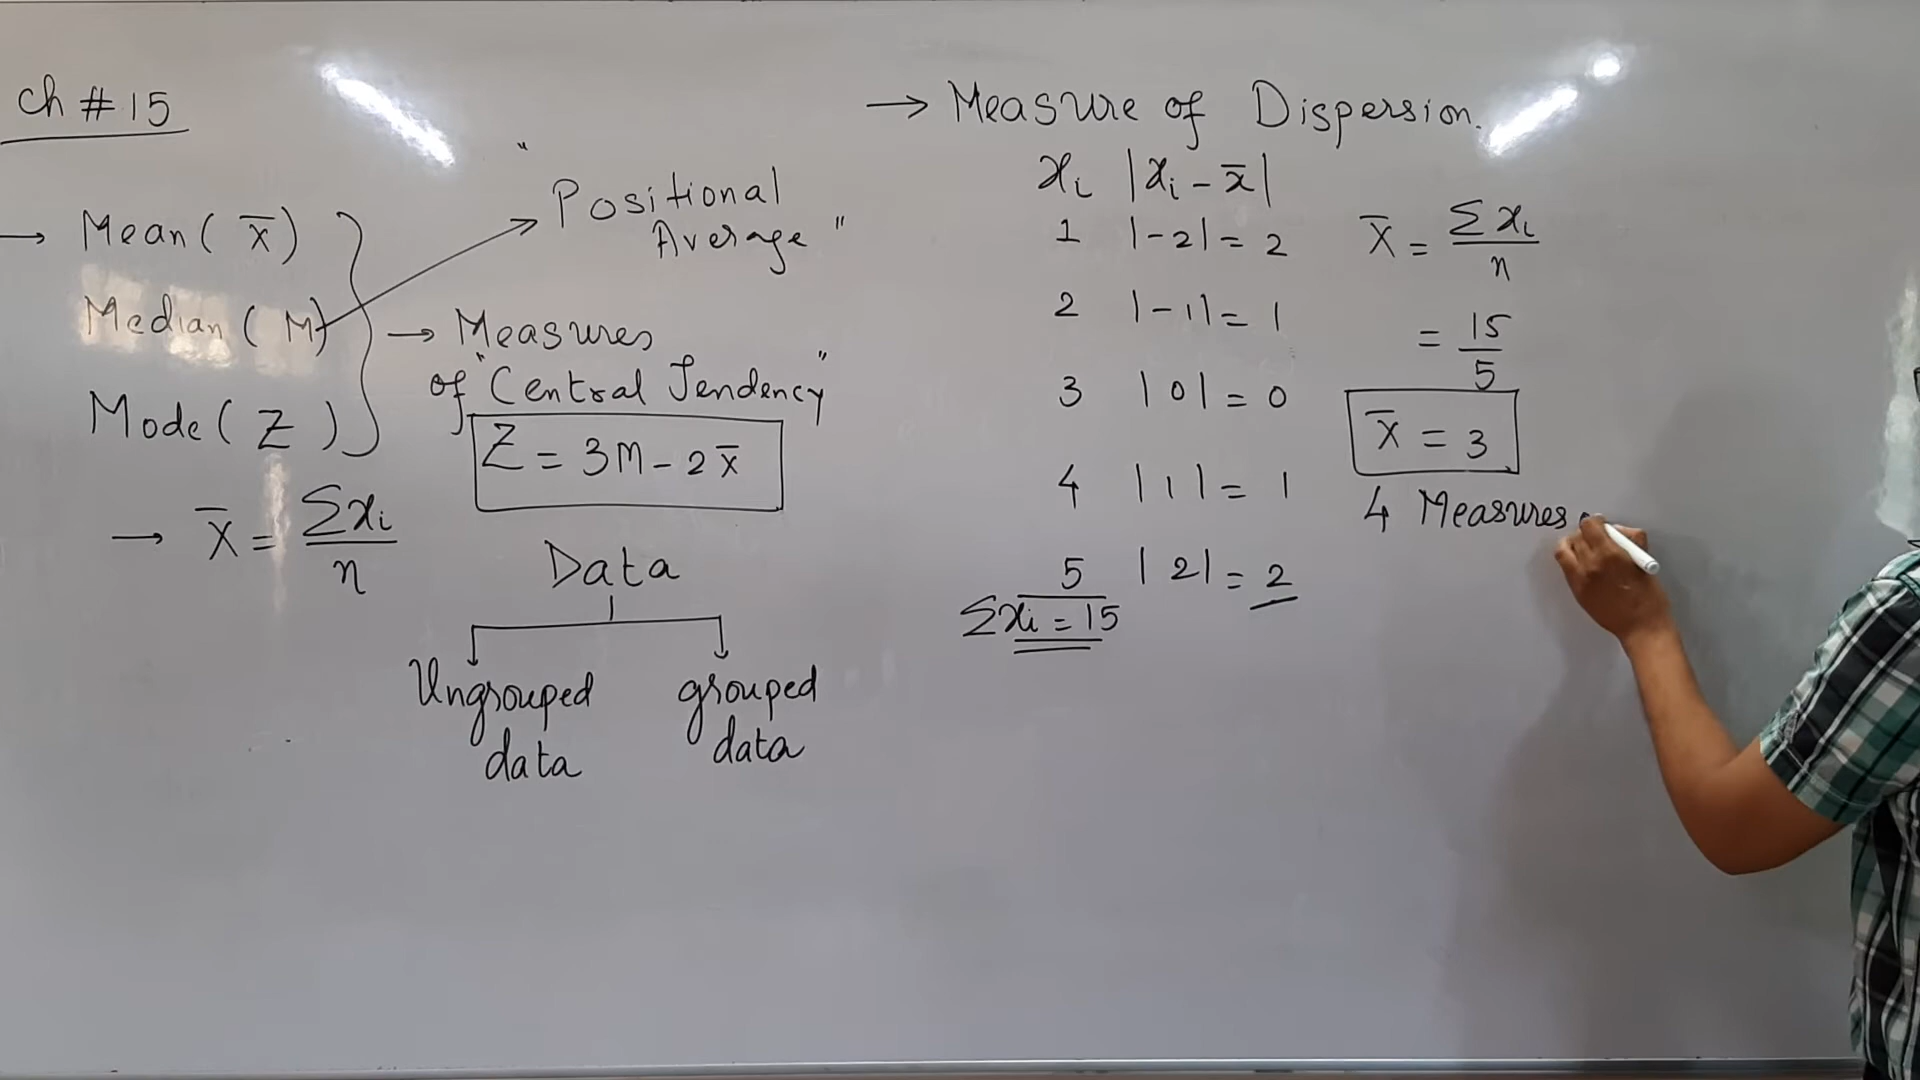 Ch # 15
→ Mean ( x̄ )
Median ( M )
Mode ( Z )
"Positional
Average"
→ Measures
of "Central Tendency"
Z = 3M - 2x̄
→ x̄ = Σxi / n
Data
Ungrouped
data
grouped
data
→ Measure of Dispersion.
xi |xi - x̄|
1 |-2| = 2
2 |-1| = 1
3 |0| = 0
4 |1| = 1
5 |2| = 2
Σxi = 15
x̄ = Σxi / n
= 15 / 5
x̄ = 3
4 Measures